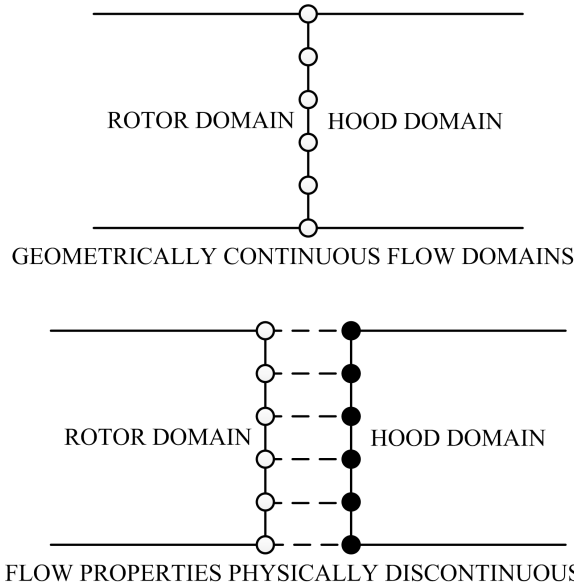 ROTOR DOMAIN HOOD DOMAIN
GEOMETRICALLY CONTINUOUS FLOW DOMAINS
ROTOR DOMAIN HOOD DOMAIN
FLOW PROPERTIES PHYSICALLY DISCONTINUOUS